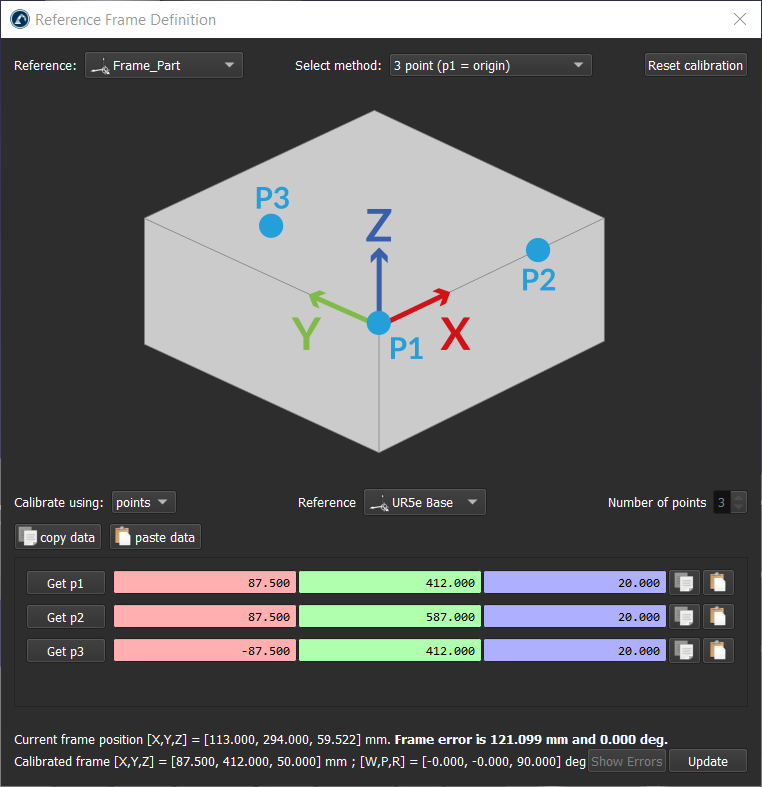 Reference Frame Definition
Reference: Frame_Part Select method: 3 point (p1 = origin) Reset calibration
P3
Z
P2
Y P1 X
Calibrate using: points Reference UR5e Base Number of points 3
copy data paste data
Get p1 87.500 412.000 20.000
Get p2 87.500 587.000 20.000
Get p3 -87.500 412.000 20.000
Current frame position [X,Y,Z] = [113.000, 294.000, 59.522] mm. Frame error is 121.099 mm and 0.000 deg.
Calibrated frame [X,Y,Z] = [87.500, 412.000, 50.000] mm ; [W,P,R] = [-0.000, -0.000, 90.000] deg Show Errors Update